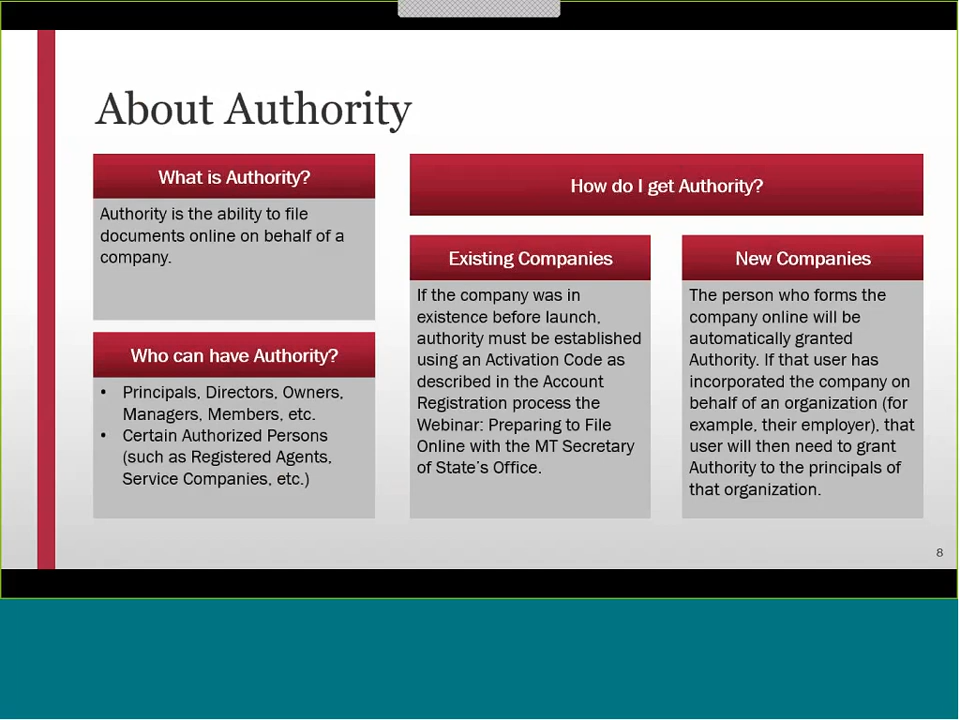 About Authority
What is Authority?
Authority is the ability to file
documents online on behalf of a
company.
Who can have Authority?
• Principals, Directors, Owners,
Managers, Members, etc.
• Certain Authorized Persons
(such as Registered Agents,
Service Companies, etc.)
How do I get Authority?
Existing Companies
If the company was in
existence before launch,
authority must be established
using an Activation Code as
described in the Account
Registration process the
Webinar: Preparing to File
Online with the MT Secretary
of State's Office.
New Companies
The person who forms the
company online will be
automatically granted
Authority. If that user has
incorporated the company on
behalf of an organization (for
example, their employer), that
user will then need to grant
Authority to the principals of
that organization.
8